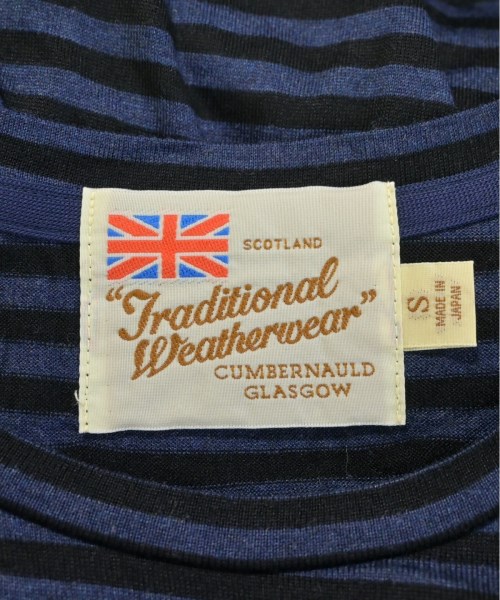 SCOTLAND
"Traditional
Weatherwear"
CUMBERNAULD
GLASGOW
S
MADE IN
JAPAN